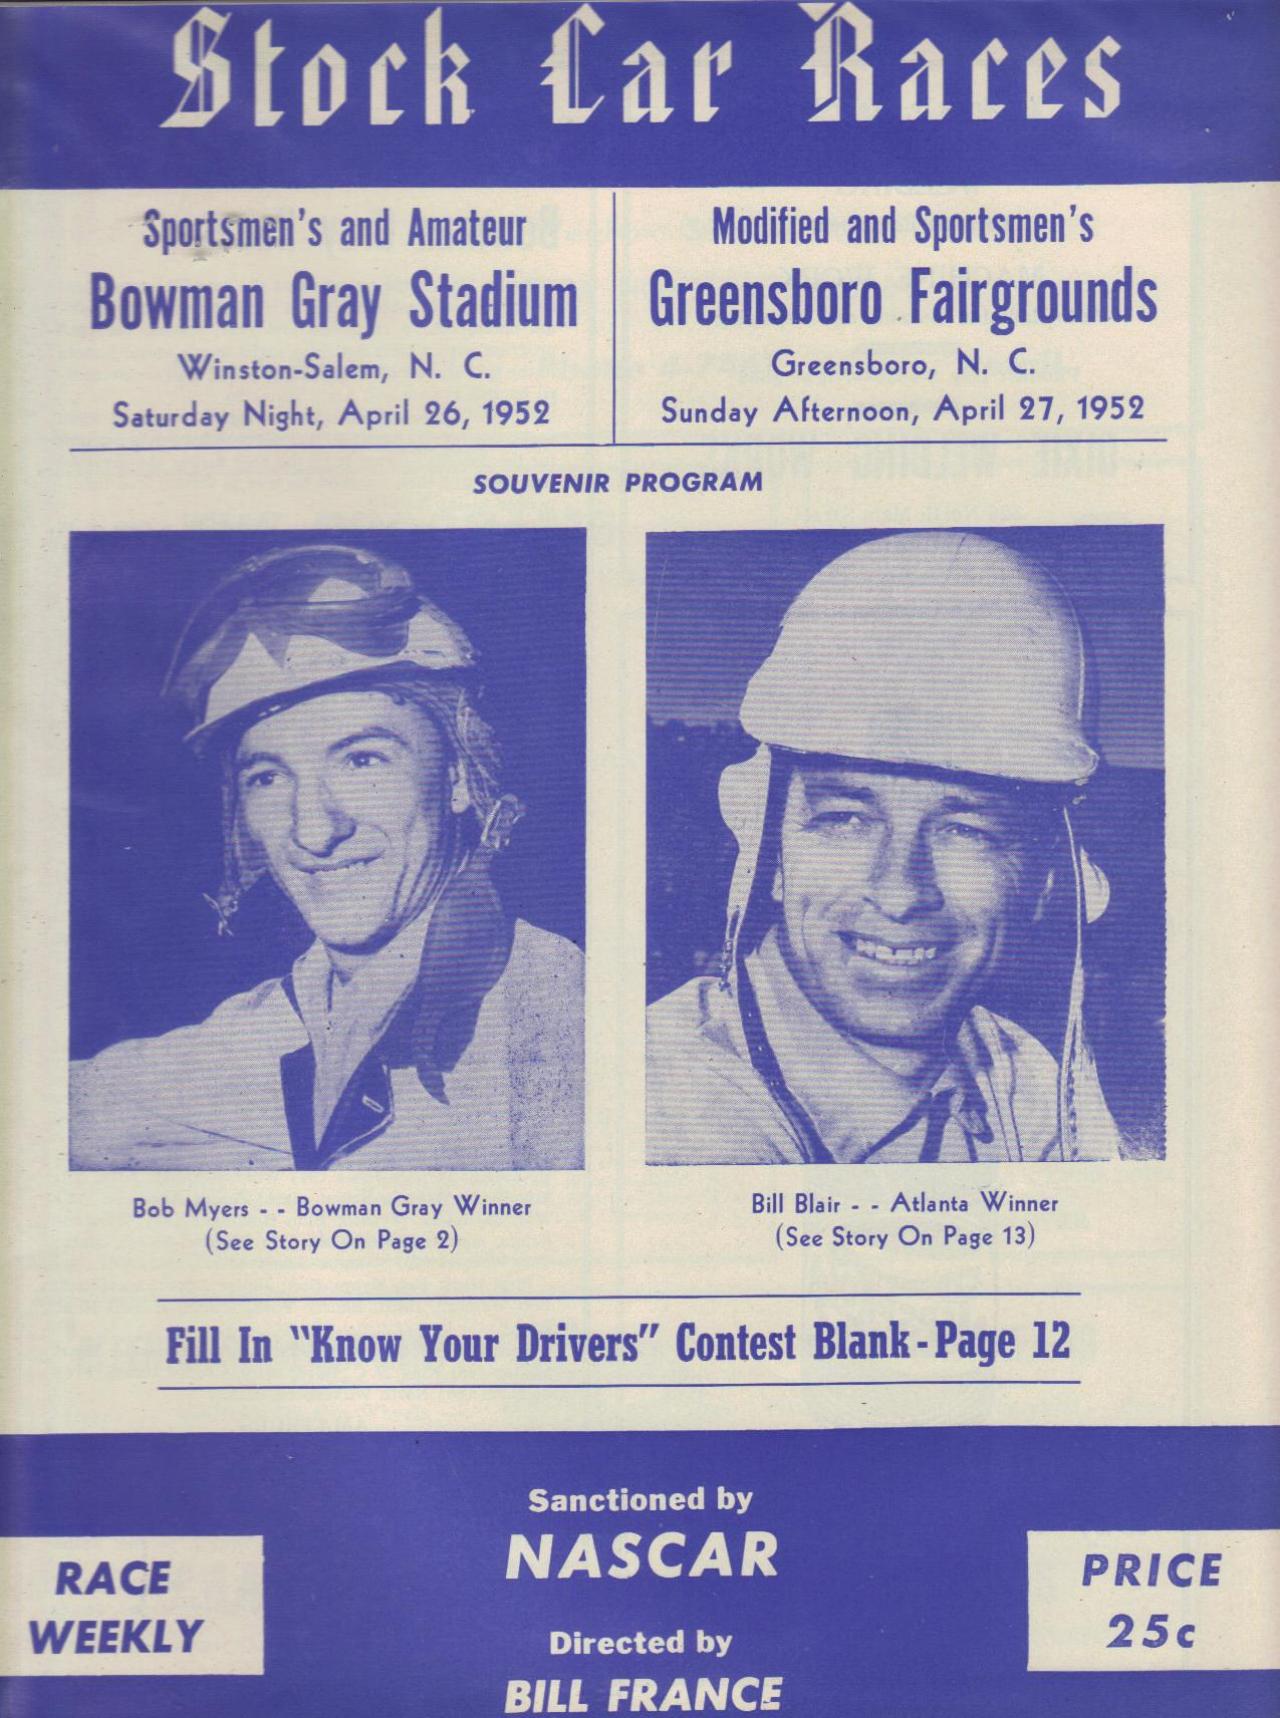 Stock Car Races
Sportsmen's and Amateur
Bowman Gray Stadium
Winston-Salem, N. C.
Saturday Night, April 26, 1952
Modified and Sportsmen's
Greensboro Fairgrounds
Greensboro, N. C.
Sunday Afternoon, April 27, 1952
SOUVENIR PROGRAM
Bob Myers - - Bowman Gray Winner
(See Story On Page 2)
Bill Blair - - Atlanta Winner
(See Story On Page 13)
Fill In "Know Your Drivers" Contest Blank - Page 12
RACE
WEEKLY
Sanctioned by
NASCAR
Directed by
BILL FRANCE
PRICE
25c